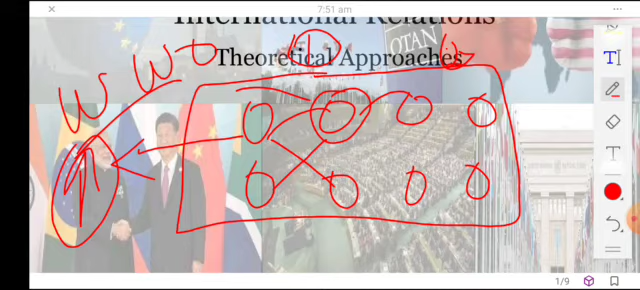 7:51 am
International Relations
OTAN
Theoretical Approaches
W W
1/9